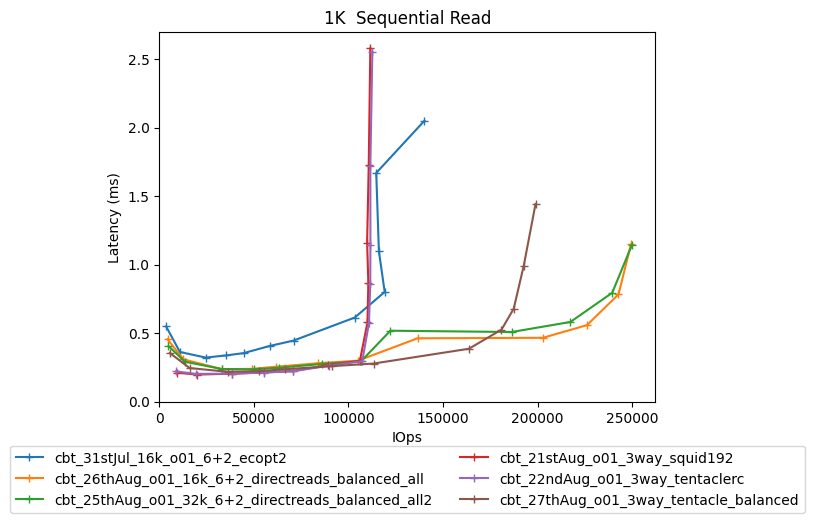 1K  Sequential Read
Latency (ms)
2.5
2.0
1.5
1.0
0.5
0.0
0 50000 100000 150000 200000 250000
IOps
cbt_31stJul_16k_o01_6+2_ecopt2
cbt_26thAug_o01_16k_6+2_directreads_balanced_all
cbt_25thAug_o01_32k_6+2_directreads_balanced_all2
cbt_21stAug_o01_3way_squid192
cbt_22ndAug_o01_3way_tentaclerc
cbt_27thAug_o01_3way_tentacle_balanced